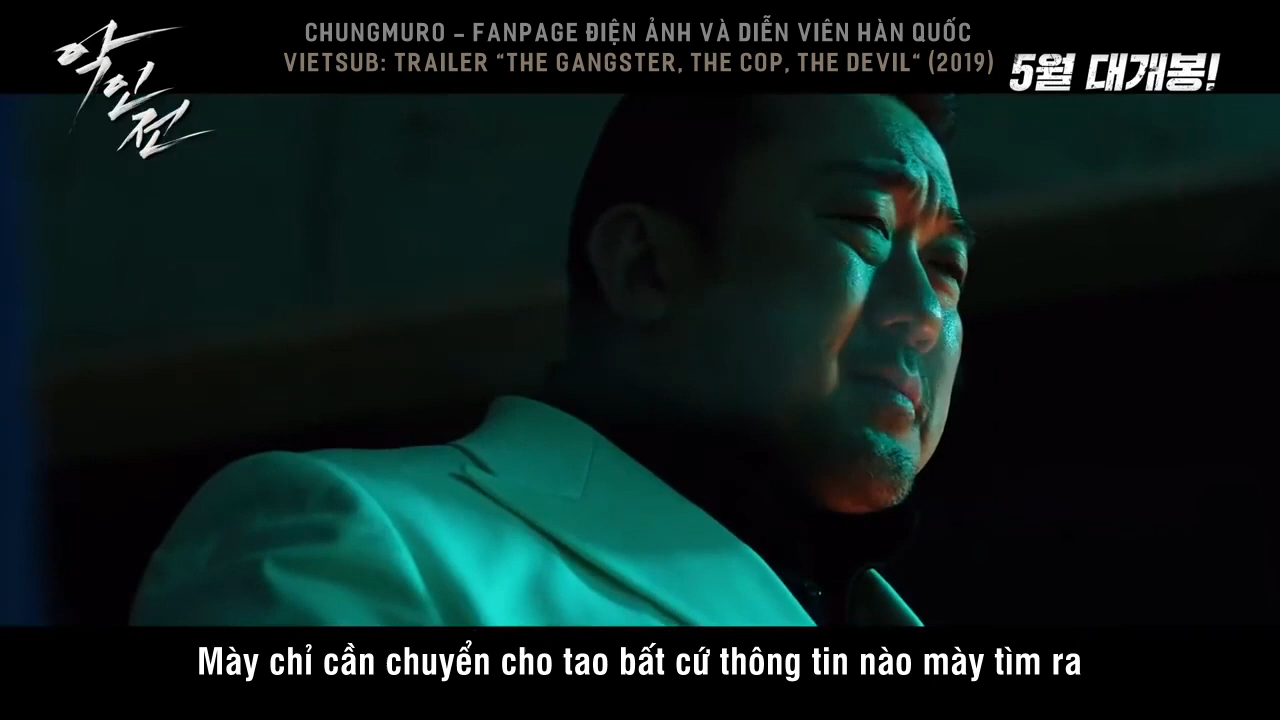 악인전
CHUNGMURO – FANPAGE ĐIỆN ẢNH VÀ DIỄN VIÊN HÀN QUỐC
VIETSUB: TRAILER “THE GANGSTER, THE COP, THE DEVIL“ (2019)
5월 대개봉!
Mày chỉ cần chuyển cho tao bất cứ thông tin nào mày tìm ra